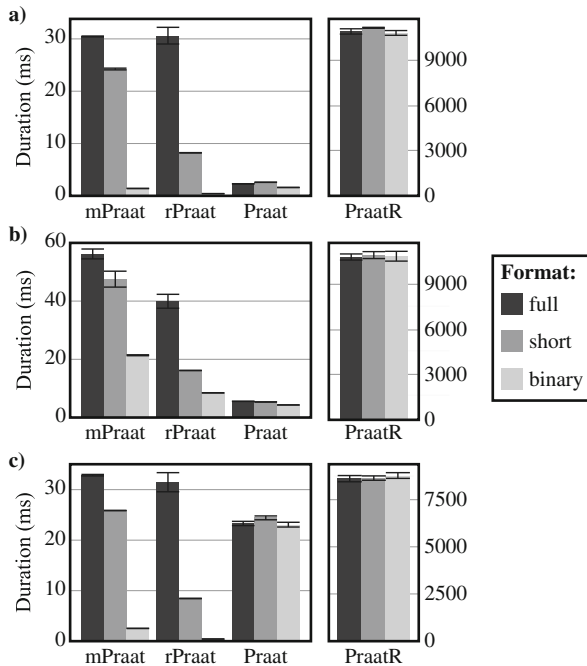 a)
Duration (ms)
30
20
10
0
mPraat
rPraat
Praat
9000
6000
3000
0
PraatR
b)
Duration (ms)
60
40
20
0
mPraat
rPraat
Praat
9000
6000
3000
0
PraatR
Format:
full
short
binary
c)
Duration (ms)
30
20
10
0
mPraat
rPraat
Praat
7500
5000
2500
0
PraatR